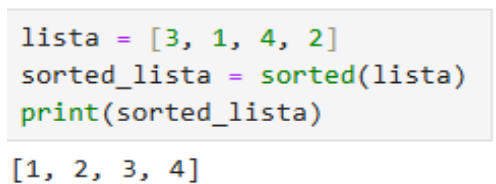 lista = [3, 1, 4, 2]
sorted_lista = sorted(lista)
print(sorted_lista)
[1, 2, 3, 4]